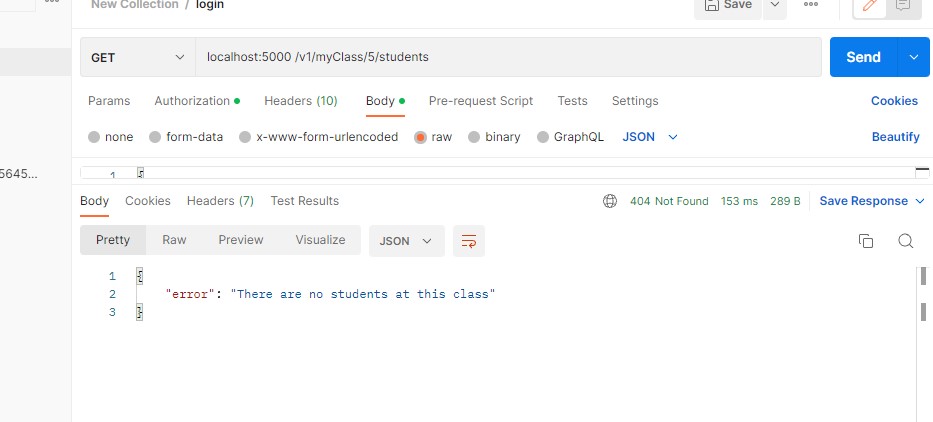 New Collection / login
Save
GET
localhost:5000 /v1/myClass/5/students
Send
Params Authorization Headers (10) Body Pre-request Script Tests Settings Cookies
none form-data x-www-form-urlencoded raw binary GraphQL JSON Beautify
5645...
1 {
Body Cookies Headers (7) Test Results 404 Not Found 153 ms 289 B Save Response
Pretty Raw Preview Visualize JSON
1 {
2 "error": "There are no students at this class"
3 }